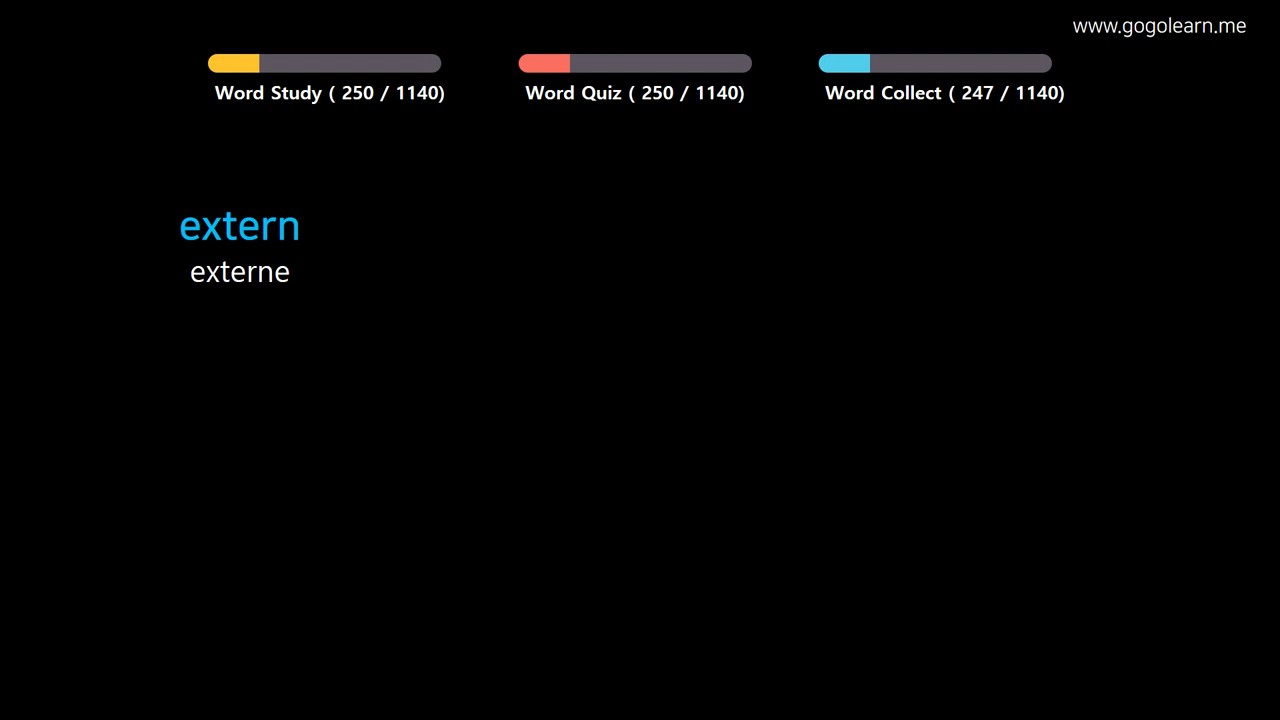 www.gogolearn.me
Word Study ( 250 / 1140)
Word Quiz ( 250 / 1140)
Word Collect ( 247 / 1140)
extern
externe